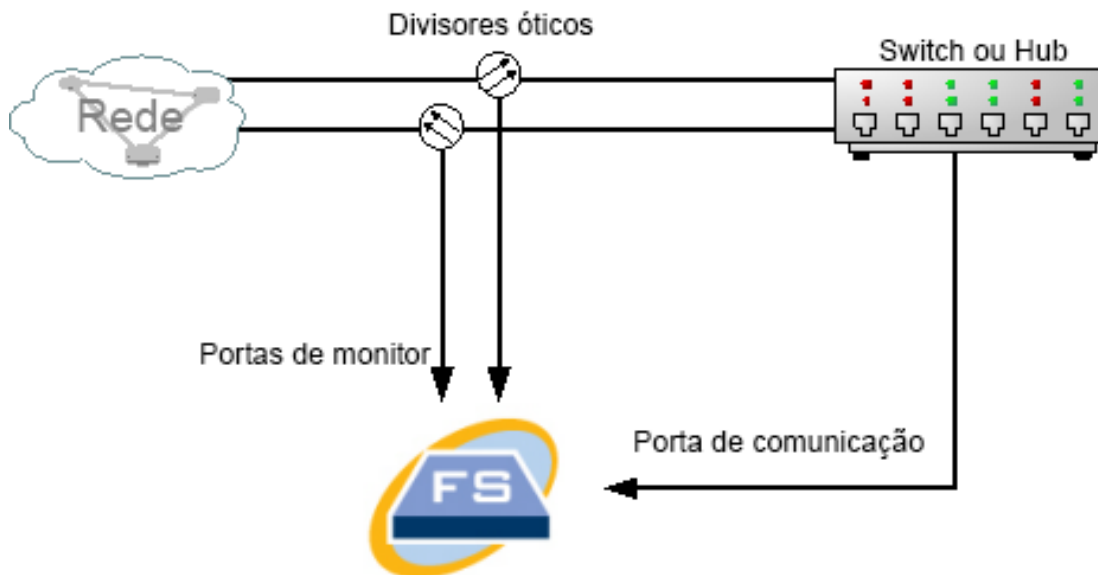 Divisores óticos
Switch ou Hub
Rede
Portas de monitor
Porta de comunicação
FS